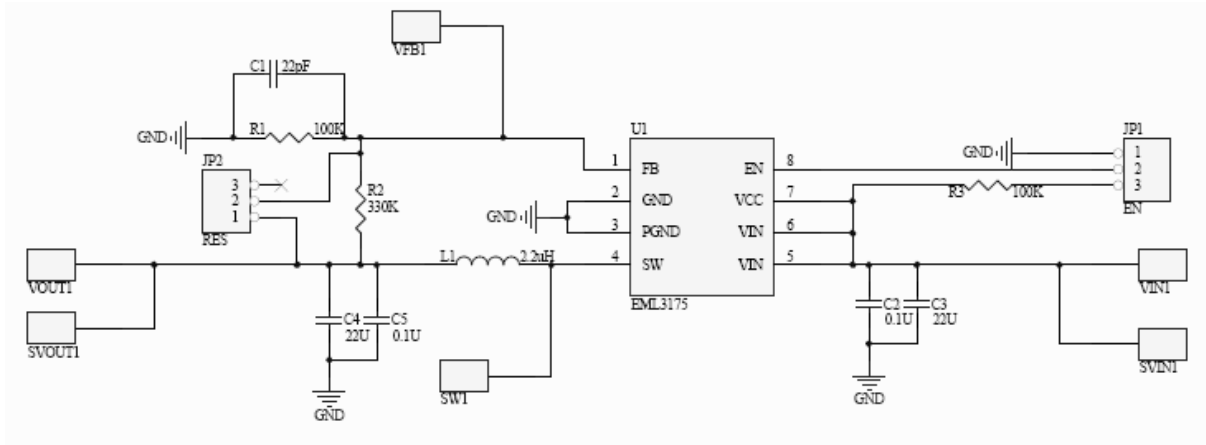 VFB1
C1 22pF
GND R1 100K
JP2
3
2
1
RES
R2
330K
VOUT1
SVOUT1
L1 2.2uH
C4
22U
C5
0.1U
GND
SW1
GND
U1
1 FB EN 8
2 GND VCC 7
3 PGND VIN 6
4 SW VIN 5
EML3175
GND
JP1
1
2
3
EN
R3 100K
C2
0.1U
C3
22U
GND
VIN1
SVIN1